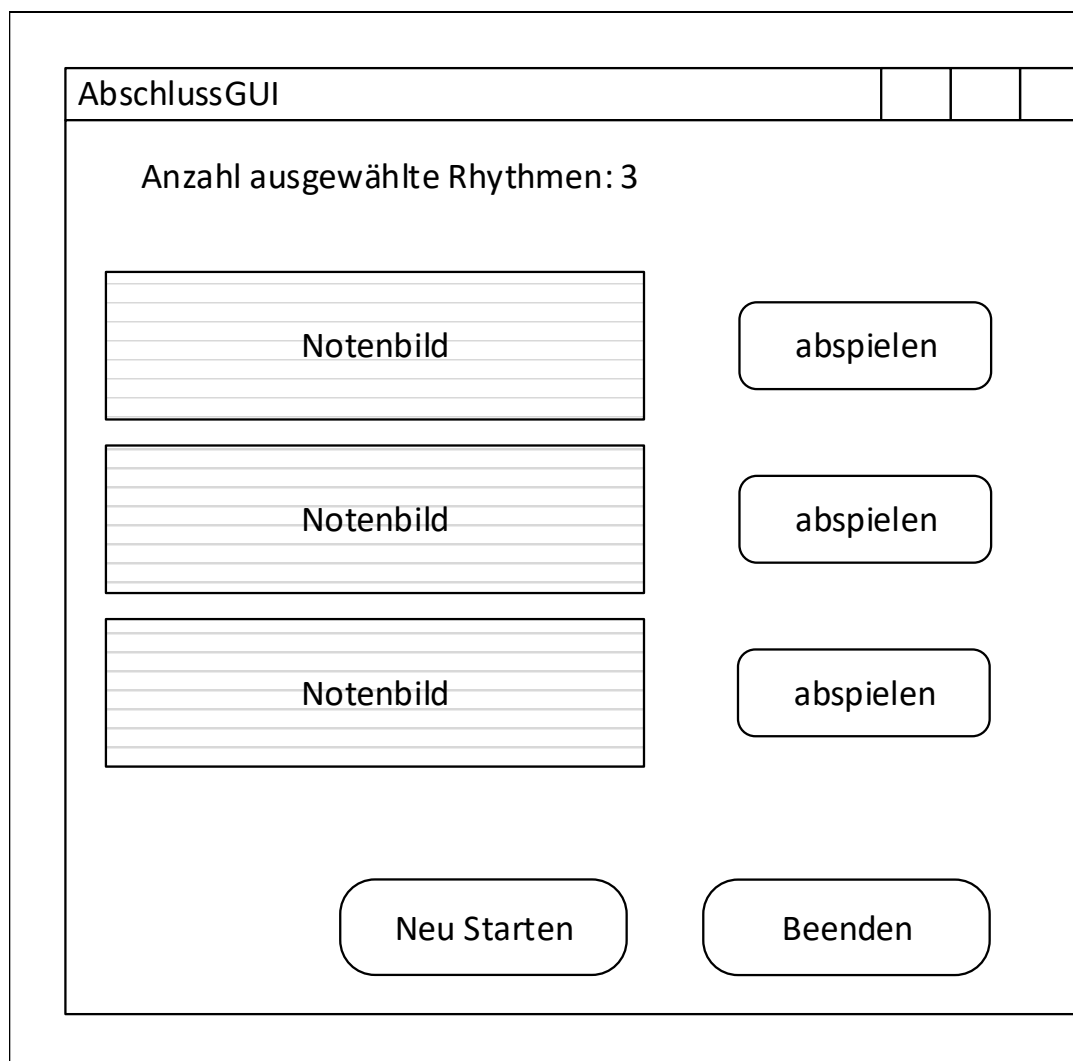 AbschlussGUI
Anzahl ausgewählte Rhythmen: 3
Notenbild
abspielen
Notenbild
abspielen
Notenbild
abspielen
Neu Starten
Beenden